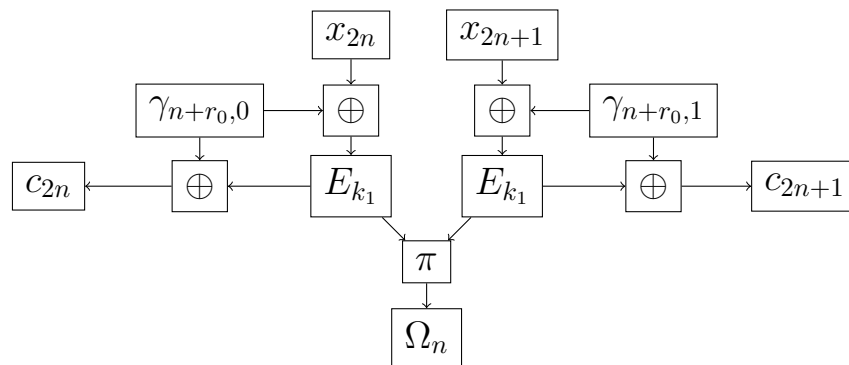 x_{2n} x_{2n+1}
γ_{n+r_0,0} ⊕ ⊕ γ_{n+r_0,1}
c_{2n} ⊕ E_{k_1} E_{k_1} ⊕ c_{2n+1}
π
Ω_n